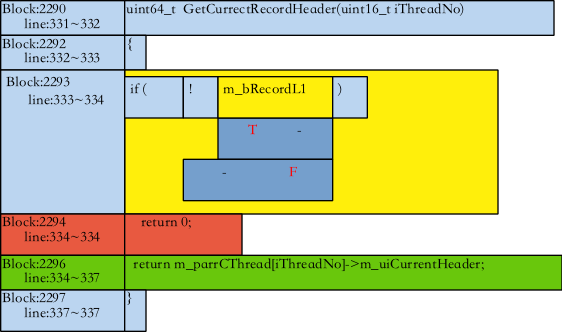 Block:2290 uint64_t GetCurrectRecordHeader(uint16_t iThreadNo)
line:331~332
Block:2292 {
line:332~333
Block:2293 if ( ! m_bRecordL1 )
line:333~334
T -
- F
Block:2294 return 0;
line:334~334
Block:2296 return m_parrCThread[iThreadNo]->m_uiCurrentHeader;
line:334~337
Block:2297 }
line:337~337